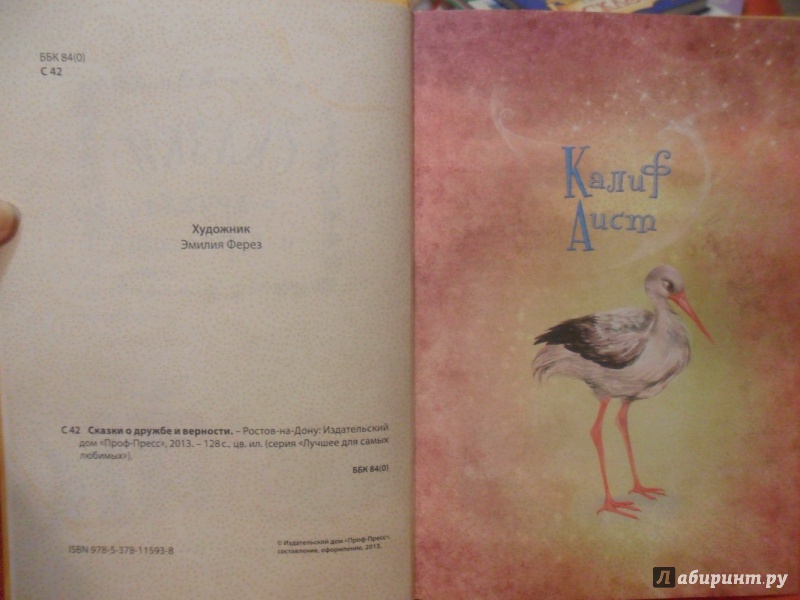 ББК 84(0)
С 42
Художник
Эмилия Ферез
С 42 Сказки о дружбе и верности. – Ростов-на-Дону: Издательский
дом «Проф-Пресс», 2013. – 128 с., цв. ил. (серия «Лучшее для самых
любимых»).
ББК 84(0)
ISBN 978-5-378-11593-8
© Издательский дом «Проф-Пресс»,
составление, оформление, 2013.
Калиф
Аист
Лабиринт.ру